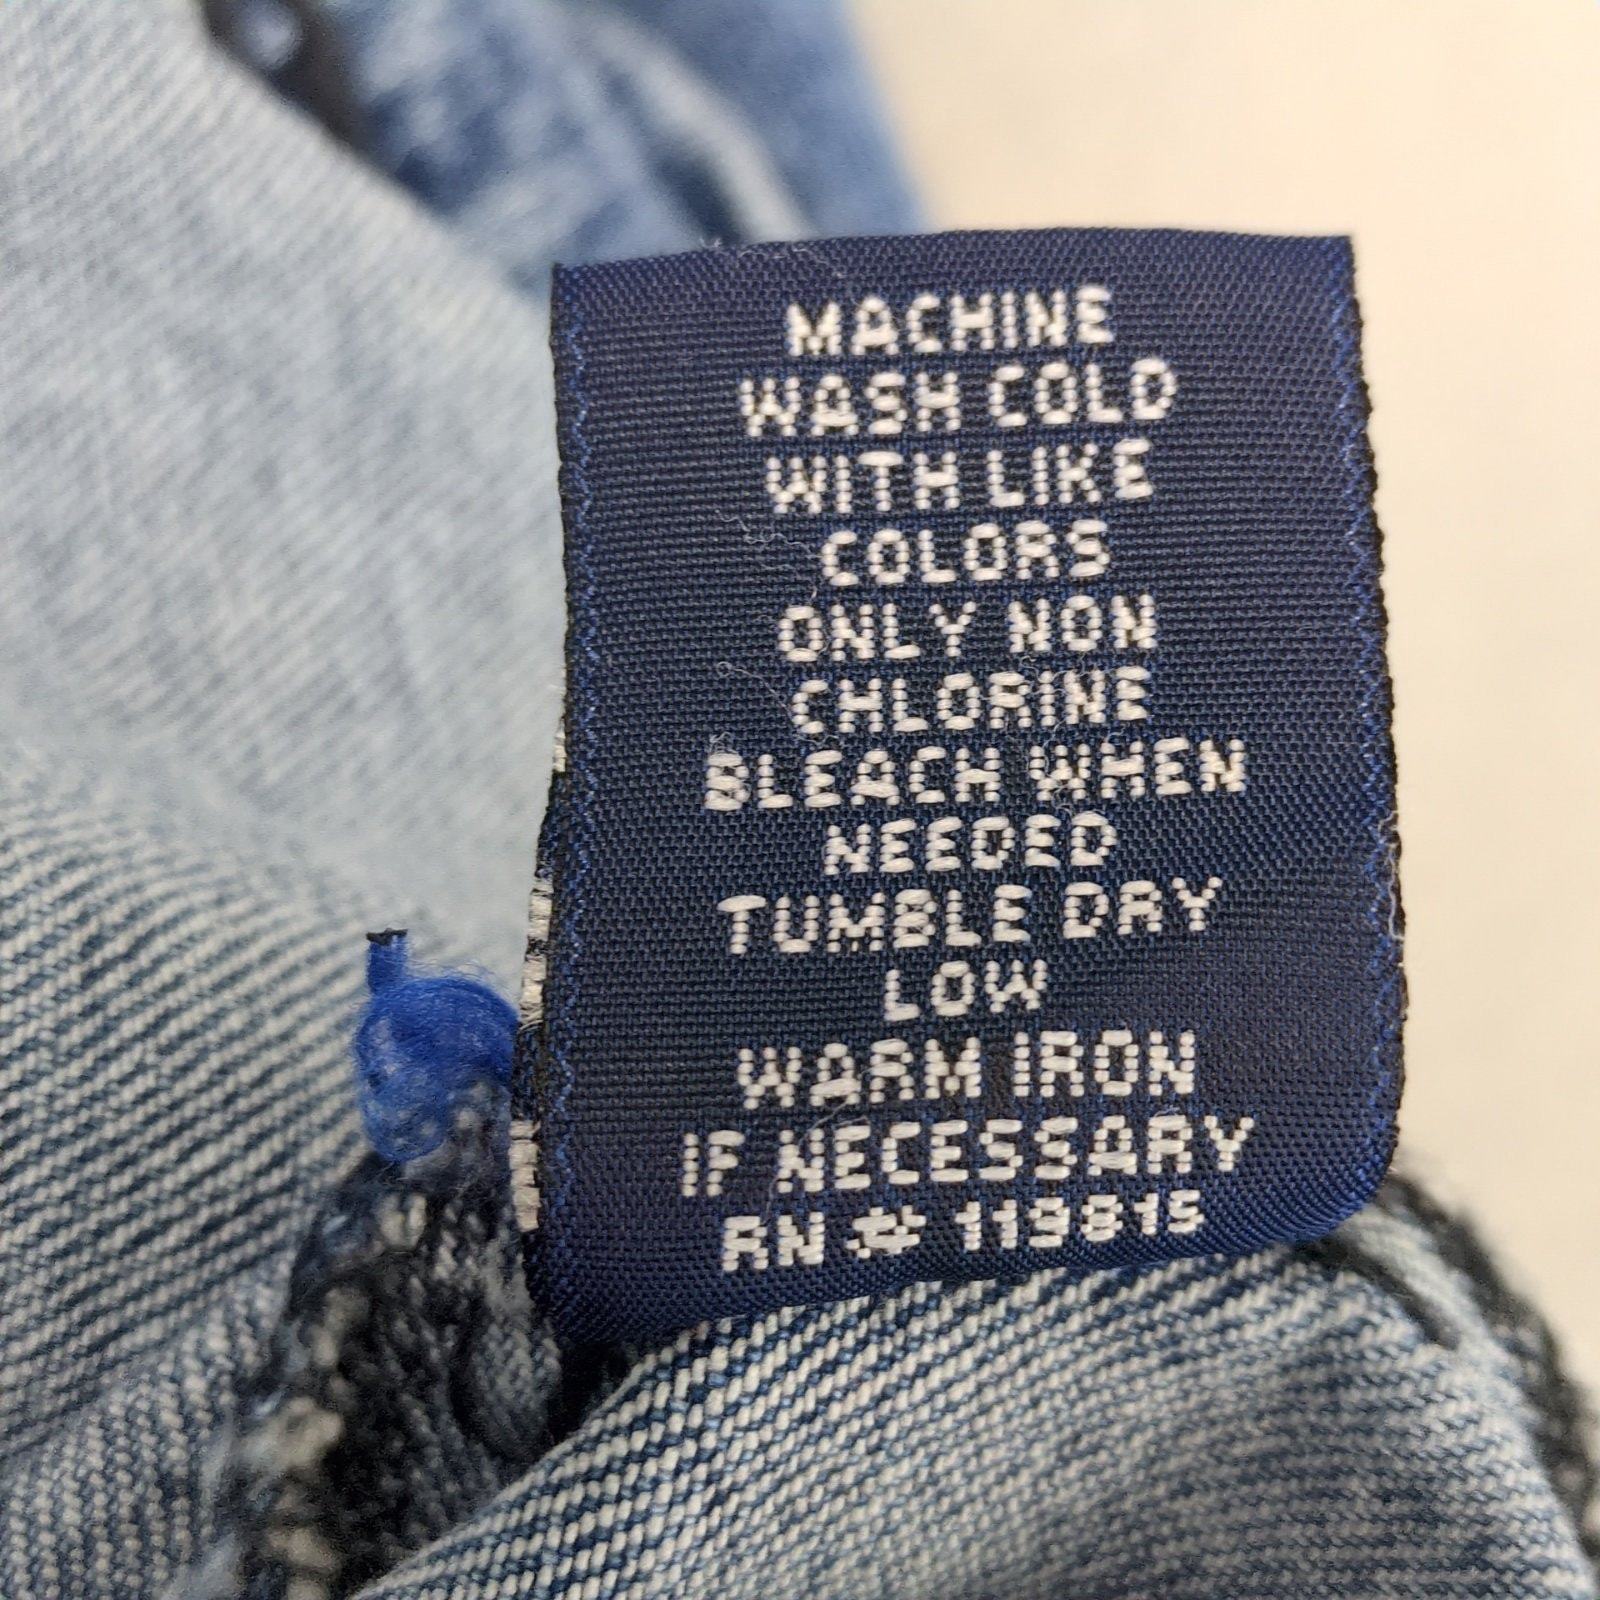 MACHINE
WASH COLD
WITH LIKE
COLORS
ONLY NON
CHLORINE
BLEACH WHEN
NEEDED
TUMBLE DRY
LOW
WARM IRON
IF NECESSARY
RN # 119815